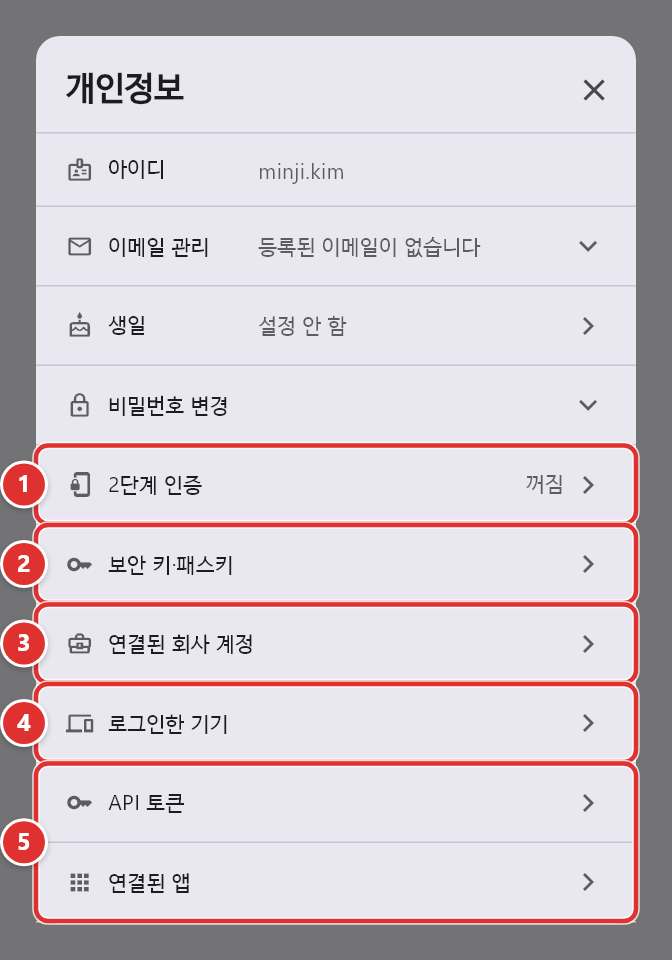 개인정보
아이디 minji.kim
이메일 관리 등록된 이메일이 없습니다
생일 설정 안 함
비밀번호 변경
1 2단계 인증 꺼짐
2 보안 키·패스키
3 연결된 회사 계정
4 로그인한 기기
API 토큰
5
연결된 앱